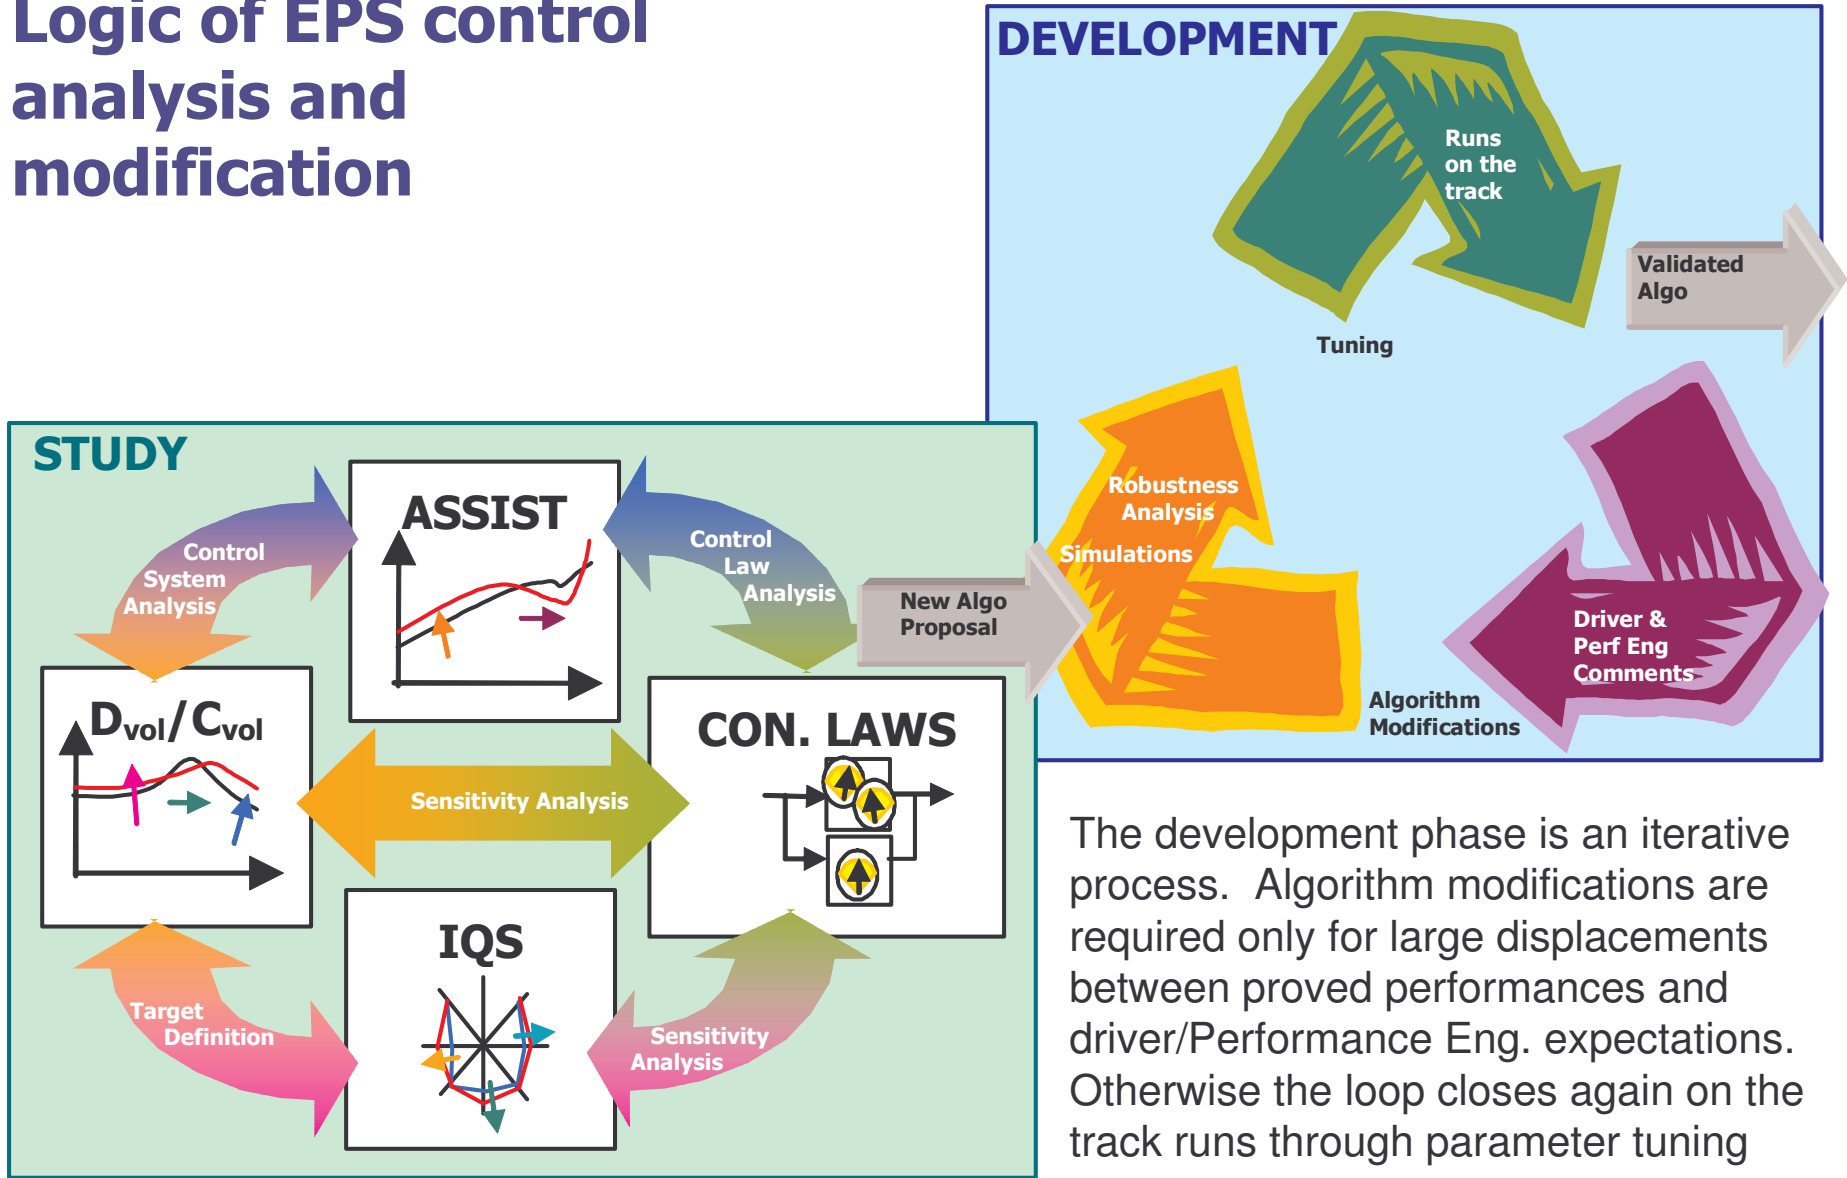 Logic of EPS control
analysis and
modification
DEVELOPMENT
Runs
on the
track
Validated
Algo
Tuning
Robustness
Analysis
Simulations
Driver &
Perf Eng
Comments
Algorithm
Modifications
New Algo
Proposal
STUDY
ASSIST
Control
System
Analysis
Control
Law
Analysis
Dvol/Cvol
CON. LAWS
Sensitivity Analysis
IQS
Target
Definition
Sensitivity
Analysis
The development phase is an iterative
process.  Algorithm modifications are
required only for large displacements
between proved performances and
driver/Performance Eng. expectations.
Otherwise the loop closes again on the
track runs through parameter tuning